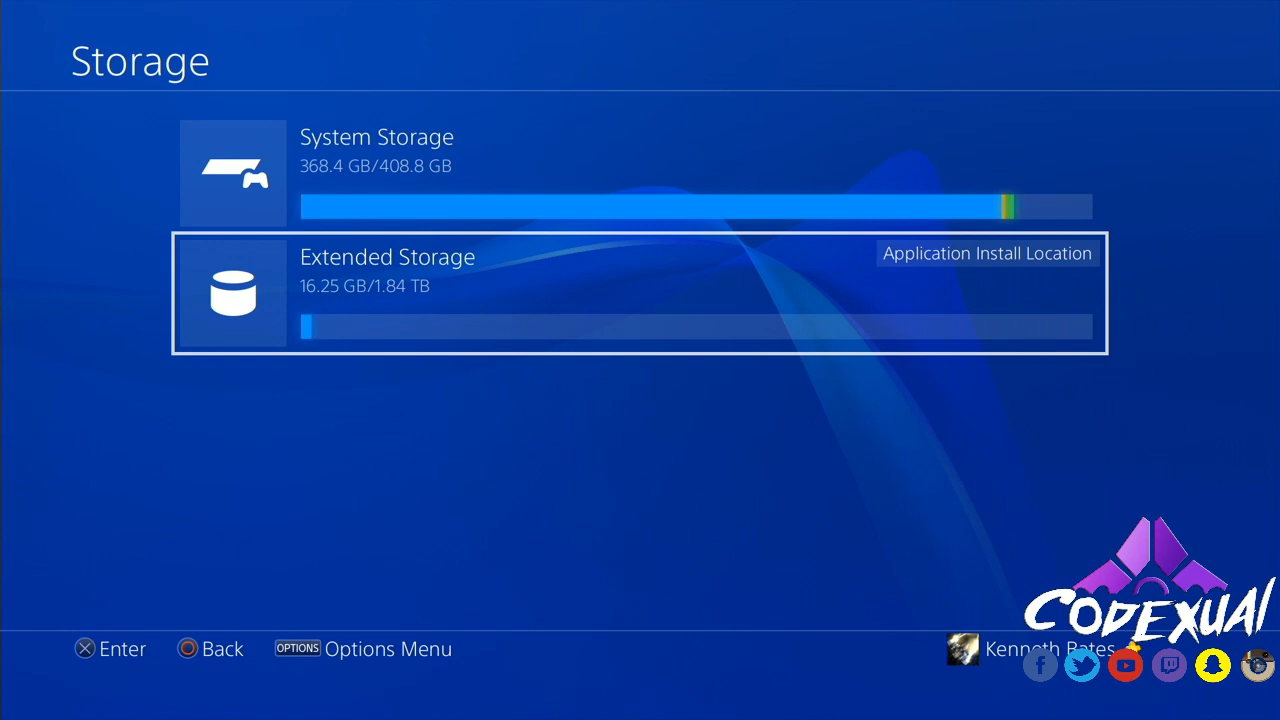 Storage
System Storage
368.4 GB/408.8 GB
Extended Storage
Application Install Location
16.25 GB/1.84 TB
Enter
Back
OPTIONS Options Menu
Kenneth Bates
CODEXUAL